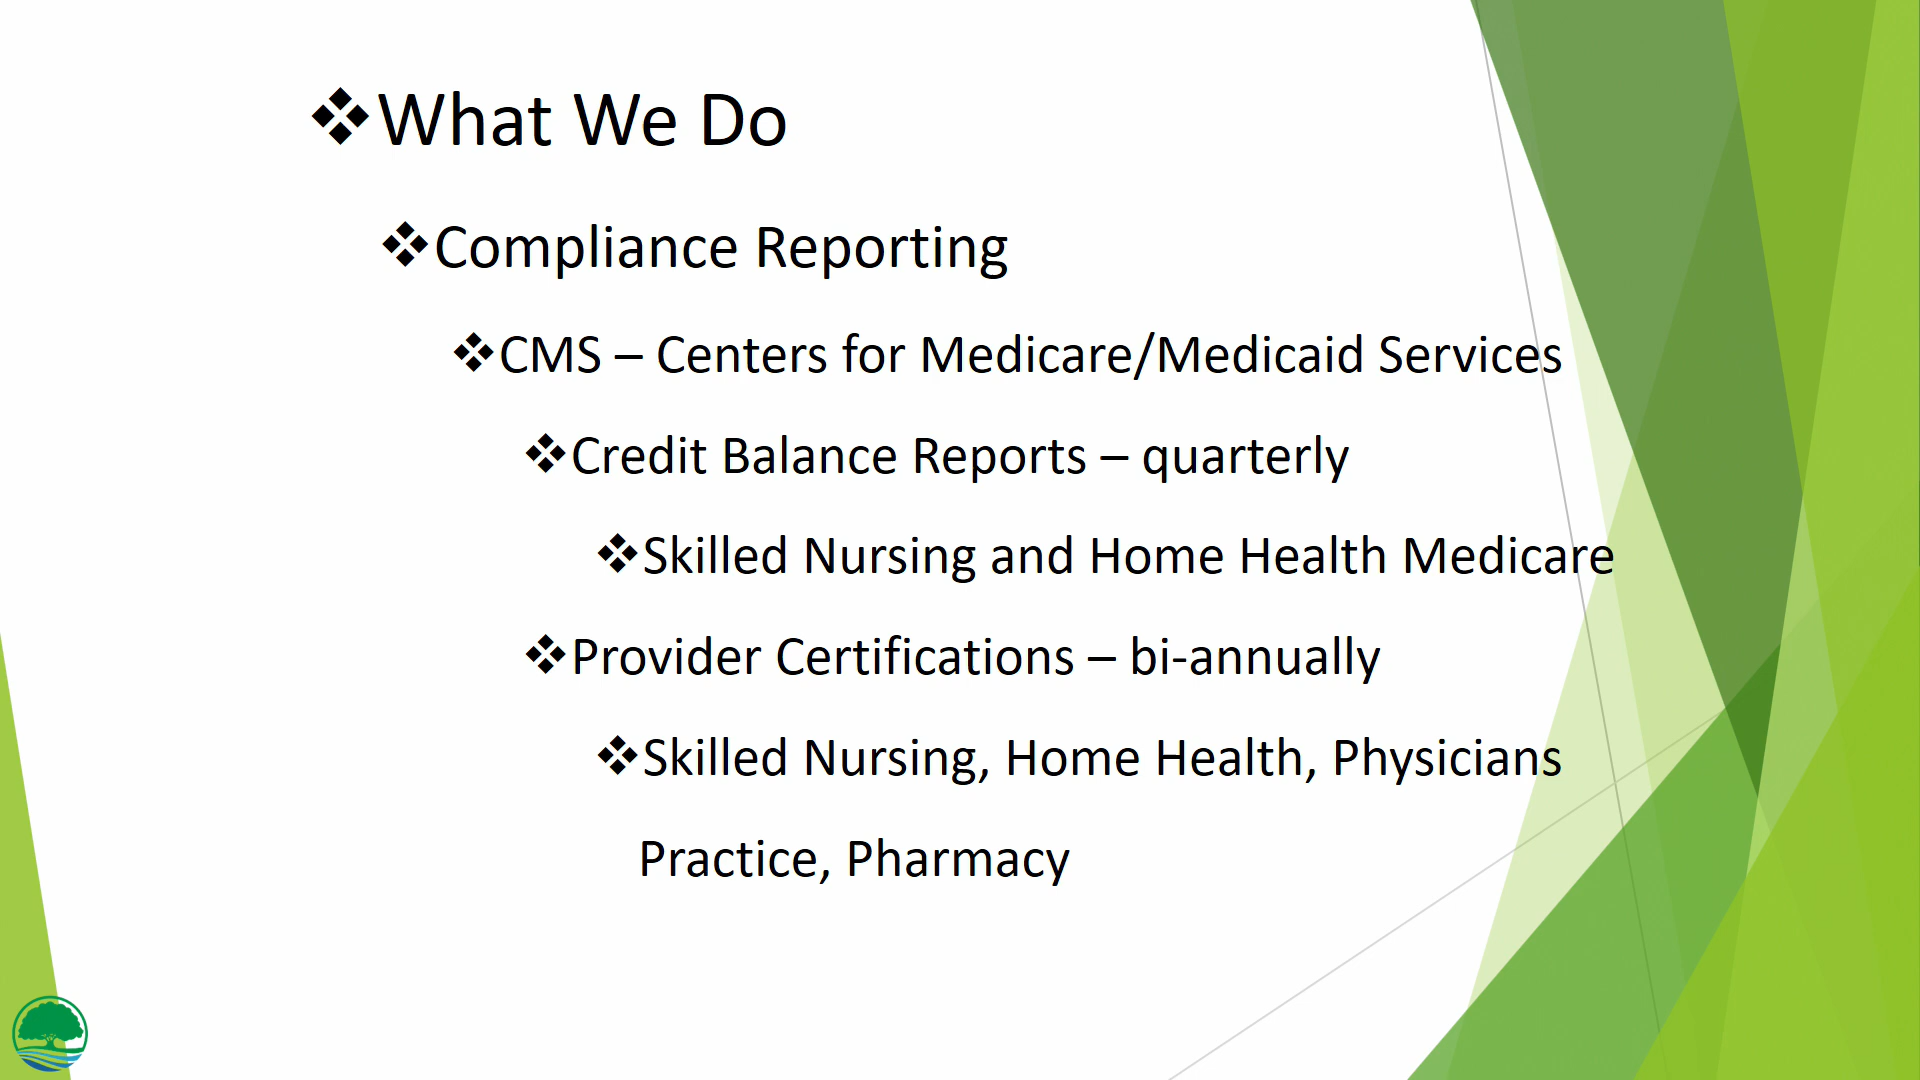 ❖What We Do
❖Compliance Reporting
❖CMS – Centers for Medicare/Medicaid Services
❖Credit Balance Reports – quarterly
❖Skilled Nursing and Home Health Medicare
❖Provider Certifications – bi-annually
❖Skilled Nursing, Home Health, Physicians
Practice, Pharmacy